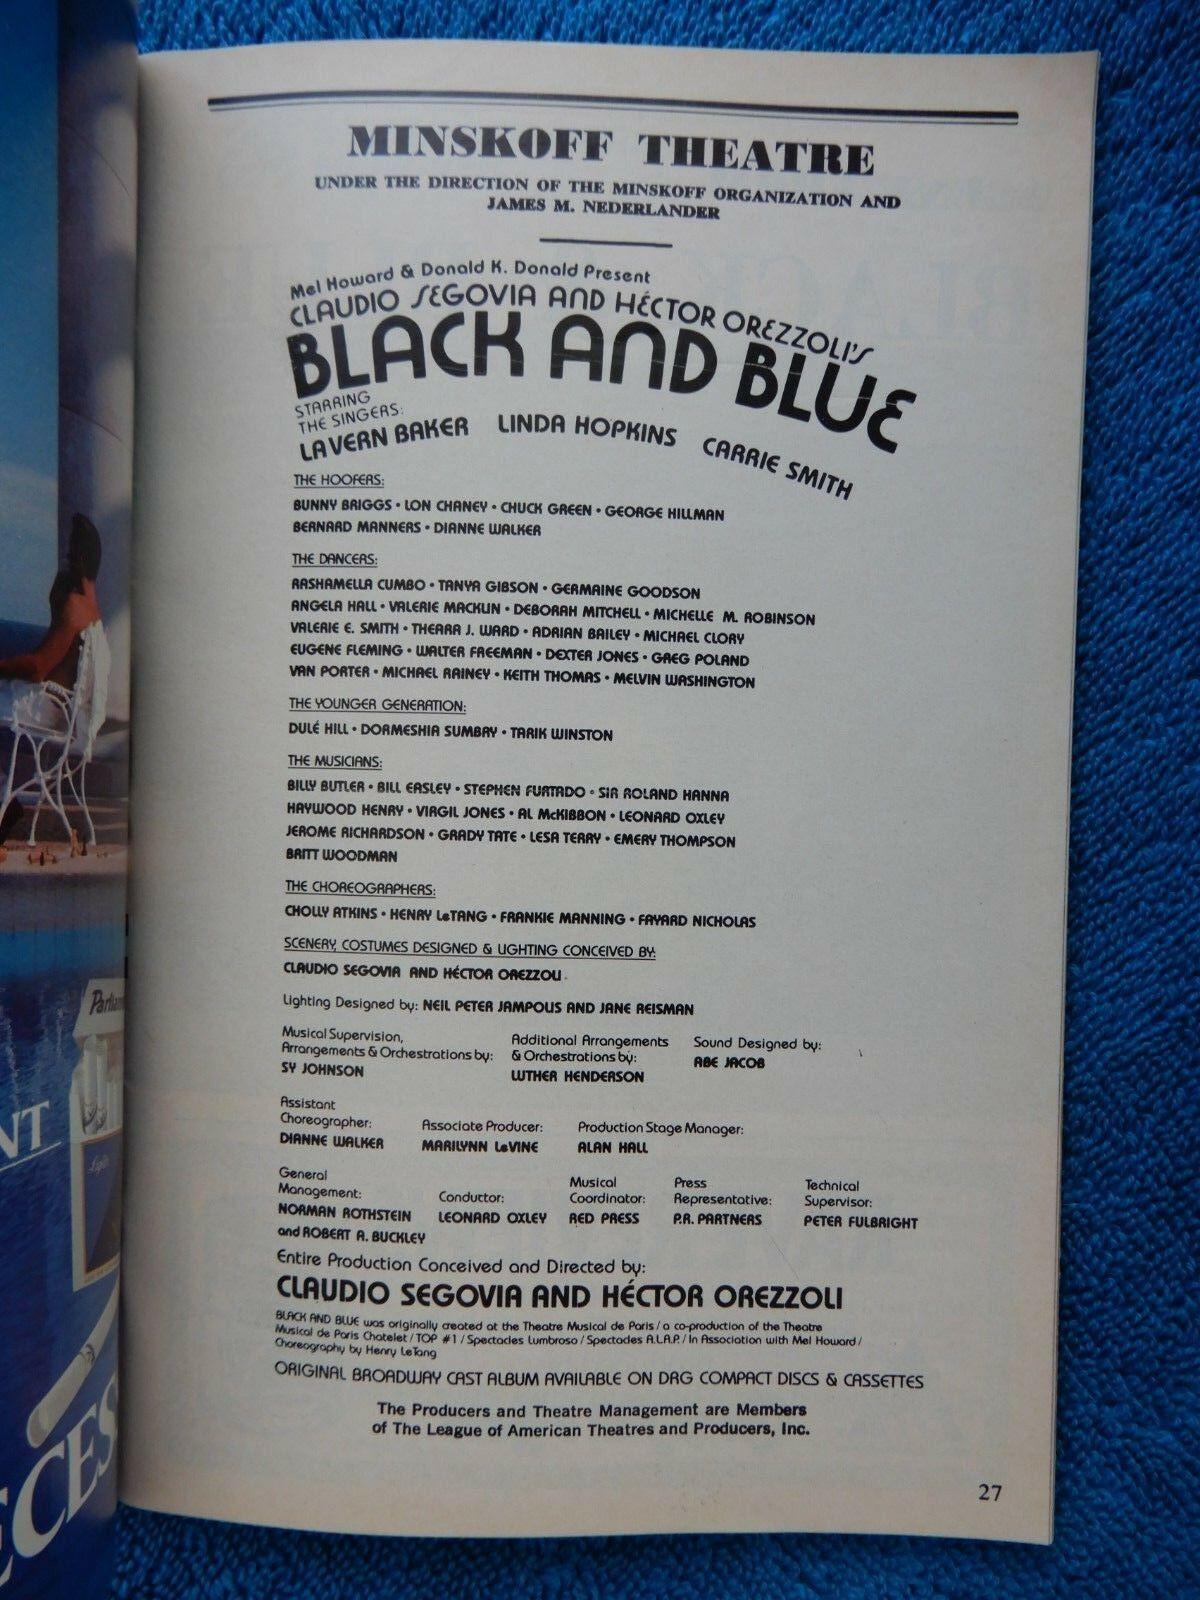 MINSKOFF THEATRE
UNDER THE DIRECTION OF THE MINSKOFF ORGANIZATION AND
JAMES M. NEDERLANDER
Mel Howard & Donald K. Donald Present
CLAUDIO SEGOVIA AND HÉCTOR OREZZOLI'S
BLACK AND BLUE
STARRING
THE SINGERS:
LAVERN BAKER LINDA HOPKINS CARRIE SMITH
THE HOOFERS:
BUNNY BRIGGS • LON CHANEY • CHUCK GREEN • GEORGE HILLMAN
BERNARD MANNERS • DIANNE WALKER
THE DANCERS:
RASHAMELLA CUMBO • TANYA GIBSON • GERMAINE GOODSON
ANGELA HALL • VALERIE MACKLIN • DEBORAH MITCHELL • MICHELLE M. ROBINSON
VALERIE E. SMITH • THEARA J. WARD • ADRIAN BAILEY • MICHAEL CLORY
EUGENE FLEMING • WALTER FREEMAN • DEXTER JONES • GREG POLAND
VAN PORTER • MICHAEL RAINEY • KEITH THOMAS • MELVIN WASHINGTON
THE YOUNGER GENERATION:
DULÉ HILL • DORMESHIA SUMBAY • TARIK WINSTON
THE MUSICIANS:
BILLY BUTLER • BILL EASLEY • STEPHEN FURTADO • SIR ROLAND HANNA
HAYWOOD HENRY • VIRGIL JONES • AL McKIBBON • LEONARD OXLEY
JEROME RICHARDSON • GRADY TATE • LESA TERRY • EMERY THOMPSON
BRITT WOODMAN
THE CHOREOGRAPHERS:
CHOLLY ATKINS • HENRY LeTANG • FRANKIE MANNING • FAYARD NICHOLAS
SCENERY, COSTUMES DESIGNED & LIGHTING CONCEIVED BY:
CLAUDIO SEGOVIA AND HÉCTOR OREZZOLI
Lighting Designed by: NEIL PETER JAMPOLIS AND JANE REISMAN
Musical Supervision,
Arrangements & Orchestrations by:
SY JOHNSON
Additional Arrangements
& Orchestrations by:
LUTHER HENDERSON
Sound Designed by:
ABE JACOB
Assistant
Choreographer:
DIANNE WALKER
Associate Producer:
MARILYNN LeVINE
Production Stage Manager:
ALAN HALL
General
Management:
NORMAN ROTHSTEIN
and ROBERT A. BUCKLEY
Conductor:
LEONARD OXLEY
Musical
Coordinator:
RED PRESS
Press
Representative:
P.R. PARTNERS
Technical
Supervisor:
PETER FULBRIGHT
Entire Production Conceived and Directed by:
CLAUDIO SEGOVIA AND HÉCTOR OREZZOLI
BLACK AND BLUE was originally created at the Theatre Musical de Paris / a co-production of the Theatre
Musical de Paris Chatelet / TOP #1 / Spectacles Lumbroso / Spectacles A.L.A.P. / In Association with Mel Howard /
Choreography by Henry LeTang
ORIGINAL BROADWAY CAST ALBUM AVAILABLE ON DRG COMPACT DISCS & CASSETTES
The Producers and Theatre Management are Members
of The League of American Theatres and Producers, Inc.
27
NT
Lights